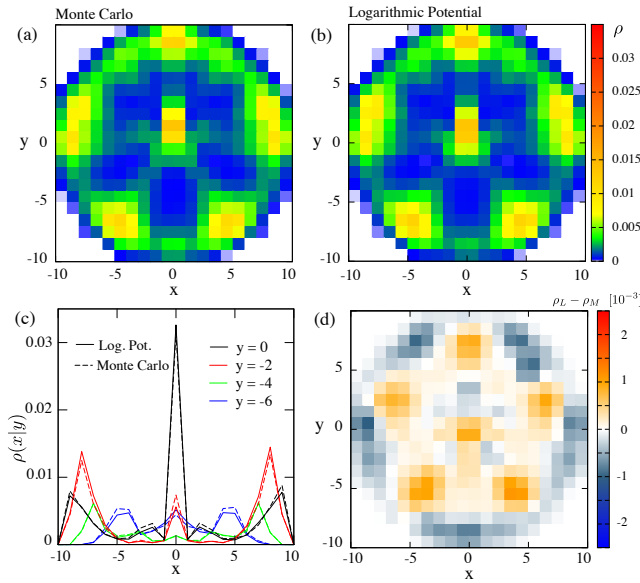 Monte Carlo
Logarithmic Potential
(a)
(b)
ρ
10
5
y 0
-5
-10
-10 -5 0 5 10
x
-10 -5 0 5 10
x
0.035
0.03
0.025
0.02
0.015
0.01
0.005
0
(c)
Log. Pot.
Monte Carlo
y = 0
y = -2
y = -4
y = -6
ρ(x|y)
0.03
0.02
0.01
0
-10 -5 0 5 10
x
ρL − ρM [10⁻³]
(d)
10
5
y 0
-5
-10
-10 -5 0 5 10
x
2
1
0
-1
-2